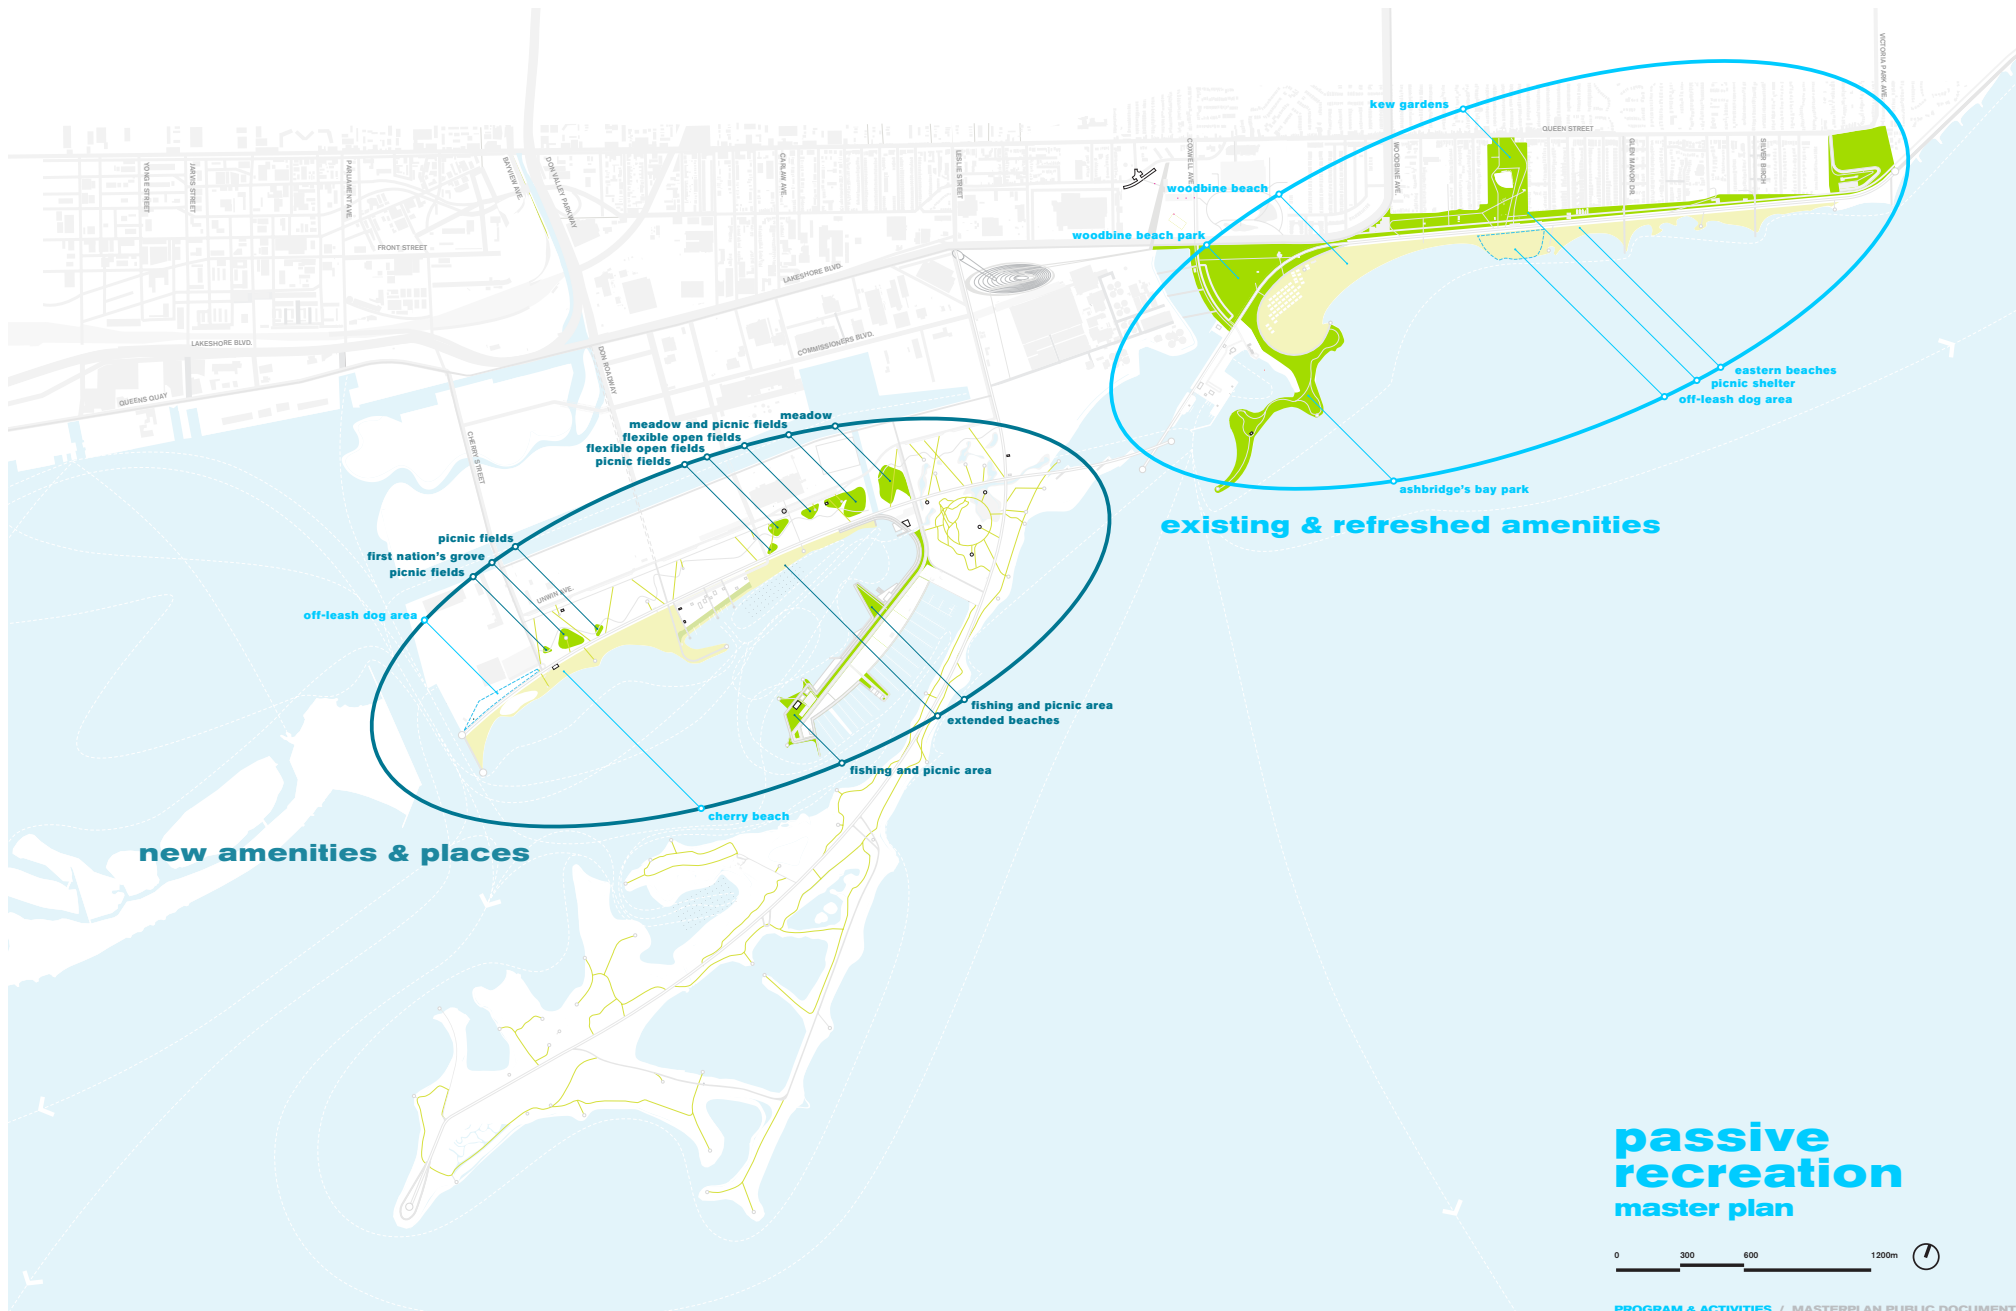 VICTORIA PARK AVE.
kew gardens
QUEEN STREET
YONGE STREET
JARVIS STREET
PARLIAMENT AVE.
BAYVIEW AVE.
DON VALLEY PARKWAY
CARLAW AVE.
LESLIE STREET
COXWELL AVE.
WOODBINE AVE.
GLEN MANOR DR.
SILVER BIRCH
woodbine beach
woodbine beach park
FRONT STREET
LAKESHORE BLVD.
LAKESHORE BLVD.
COMMISSIONERS BLVD.
DON ROADWAY
QUEENS QUAY
CHERRY STREET
eastern beaches
picnic shelter
off-leash dog area
meadow
meadow and picnic fields
flexible open fields
flexible open fields
picnic fields
ashbridge's bay park
existing & refreshed amenities
picnic fields
first nation's grove
picnic fields
UNWIN AVE.
off-leash dog area
fishing and picnic area
extended beaches
fishing and picnic area
cherry beach
new amenities & places
passive
recreation
master plan
0 300 600 1200m
PROGRAM & ACTIVITIES / MASTERPLAN PUBLIC DOCUMENT